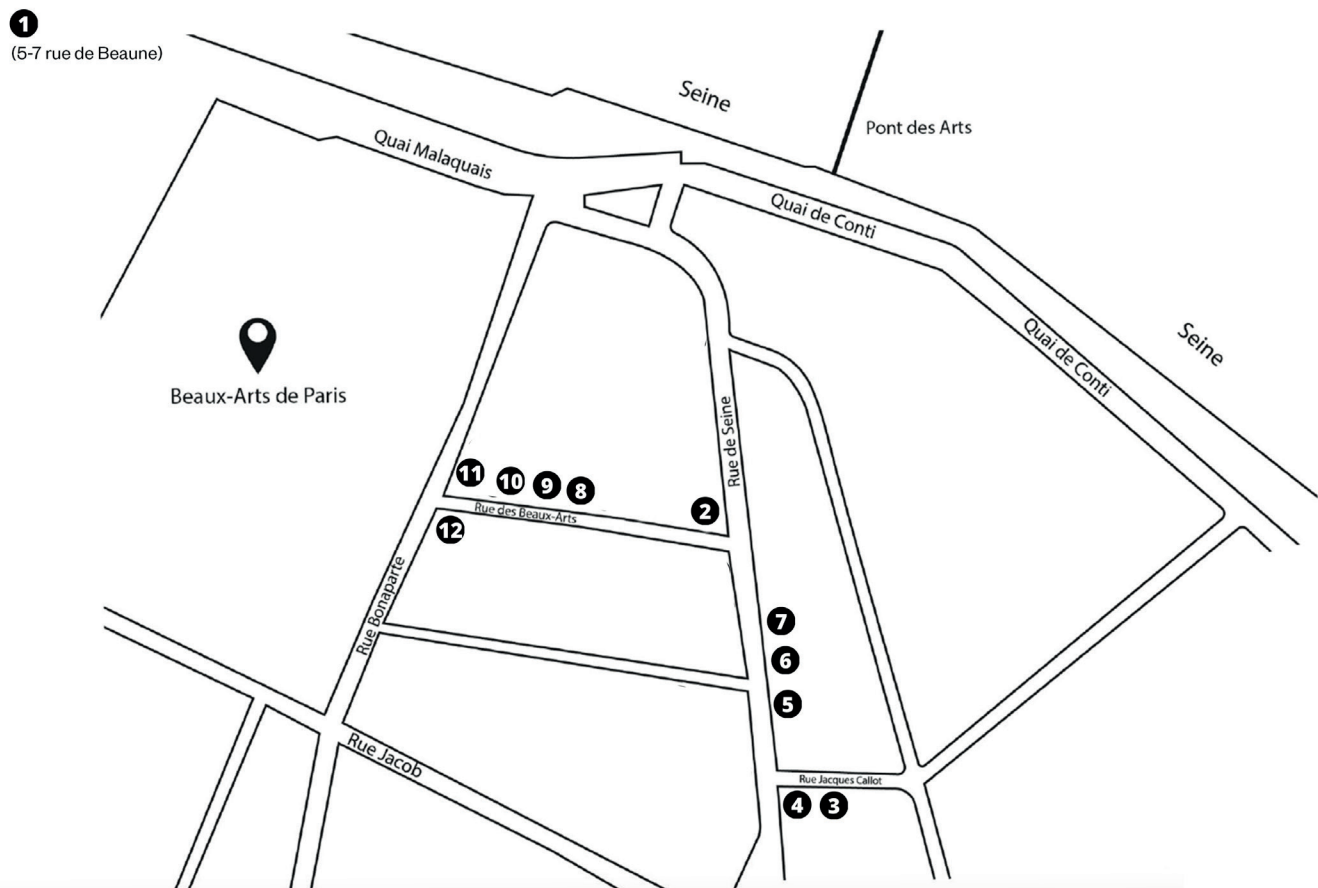 1
(5-7 rue de Beaune)
Seine
Pont des Arts
Quai Malaquais
Quai de Conti
Seine
Quai de Conti
Beaux-Arts de Paris
Rue de Seine
11 10 9 8
2
Rue des Beaux-Arts
12
Rue Bonaparte
7
6
5
Rue Jacob
Rue Jacques Callot
4 3